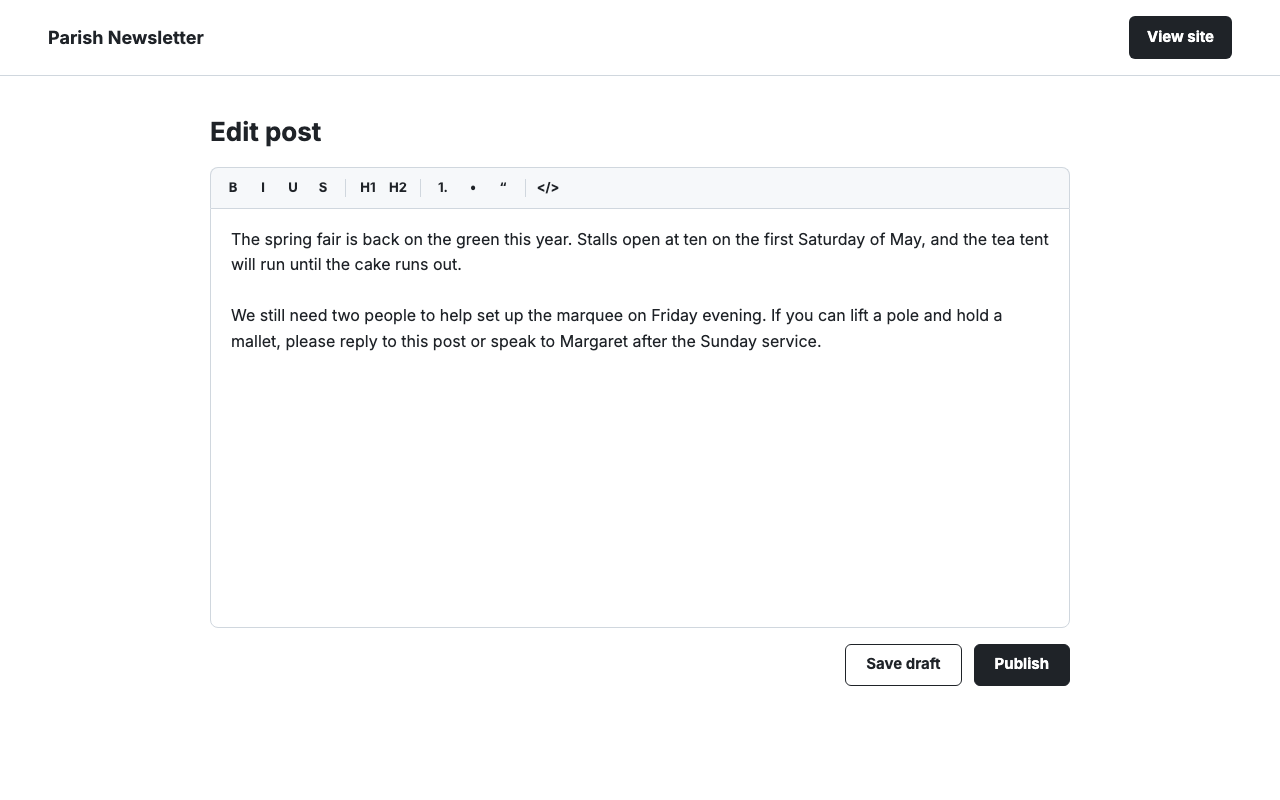 Parish Newsletter
View site
Edit post
B I U S H1 H2 1. • “ </>
The spring fair is back on the green this year. Stalls open at ten on the first Saturday of May, and the tea tent
will run until the cake runs out.
We still need two people to help set up the marquee on Friday evening. If you can lift a pole and hold a
mallet, please reply to this post or speak to Margaret after the Sunday service.
Save draft
Publish